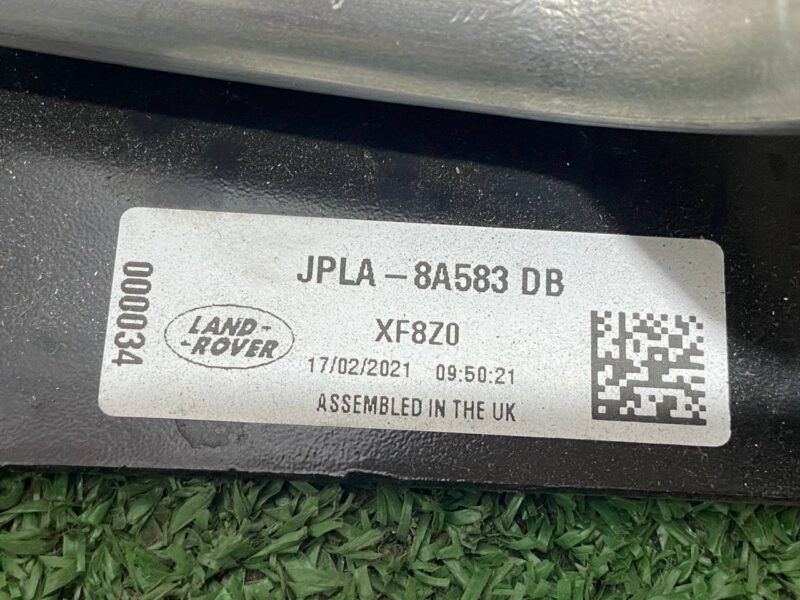 000034
LAND-
-ROVER
JPLA - 8A583 DB
XF8Z0
17/02/2021 09:50:21
ASSEMBLED IN THE UK